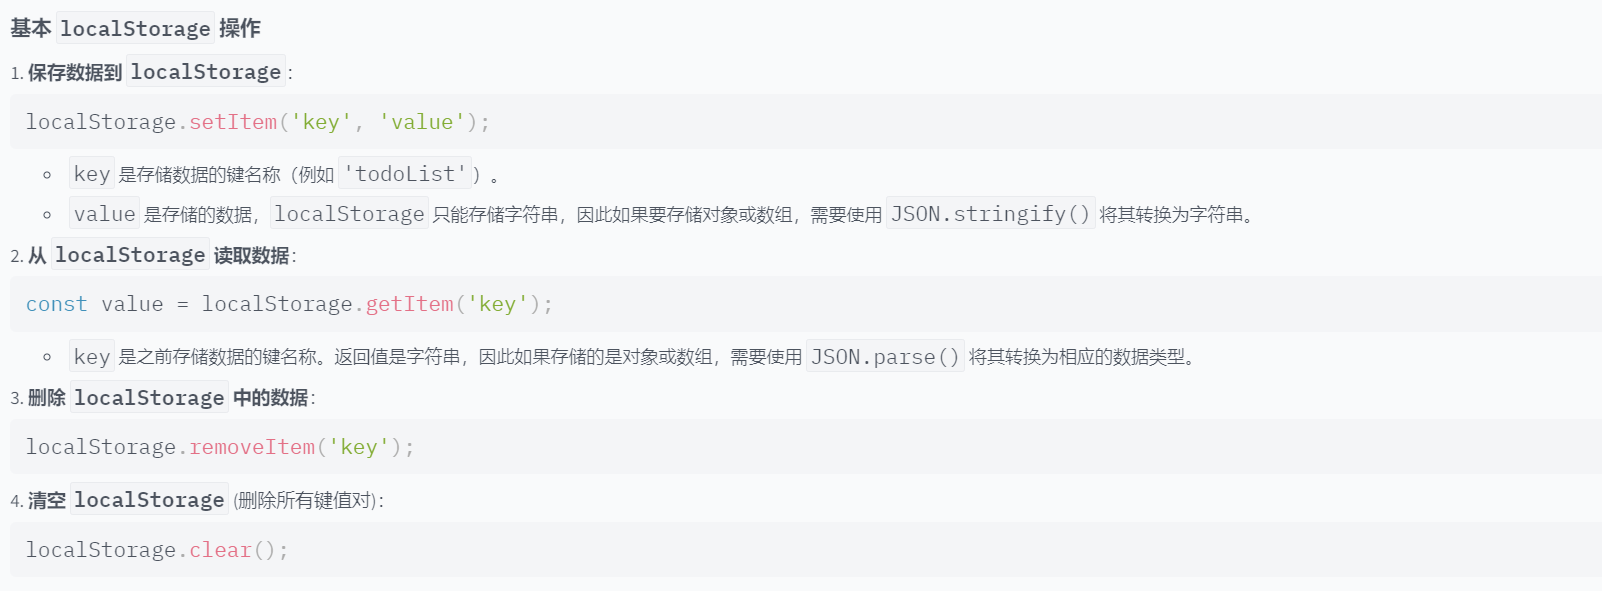 基本 localStorage 操作
1. 保存数据到 localStorage：
localStorage.setItem('key', 'value');
key 是存储数据的键名称（例如 'todoList'）。
value 是存储的数据，localStorage 只能存储字符串，因此如果要存储对象或数组，需要使用 JSON.stringify() 将其转换为字符串。
2. 从 localStorage 读取数据：
const value = localStorage.getItem('key');
key 是之前存储数据的键名称。返回值是字符串，因此如果存储的是对象或数组，需要使用 JSON.parse() 将其转换为相应的数据类型。
3. 删除 localStorage 中的数据：
localStorage.removeItem('key');
4. 清空 localStorage (删除所有键值对)：
localStorage.clear();